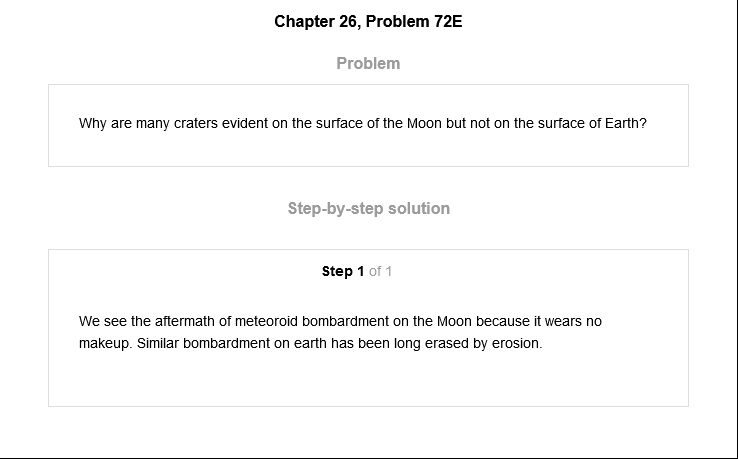 Chapter 26, Problem 72E
Problem
Why are many craters evident on the surface of the Moon but not on the surface of Earth?
Step-by-step solution
Step 1 of 1
We see the aftermath of meteoroid bombardment on the Moon because it wears no
makeup. Similar bombardment on earth has been long erased by erosion.